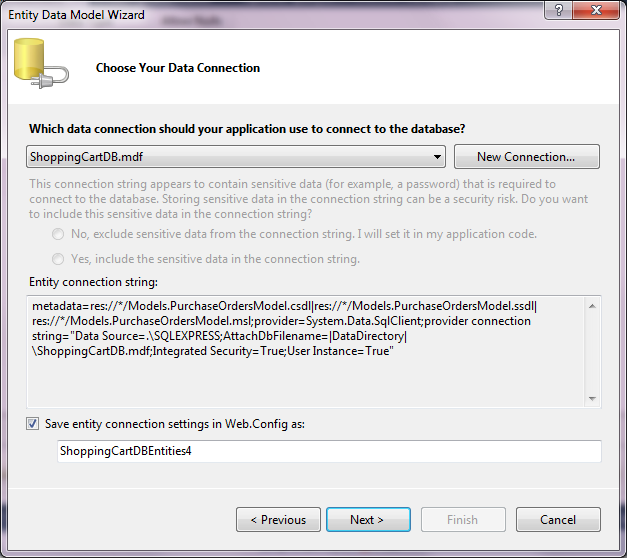 Entity Data Model Wizard
?
Choose Your Data Connection
Which data connection should your application use to connect to the database?
ShoppingCartDB.mdf
New Connection...
This connection string appears to contain sensitive data (for example, a password) that is required to
connect to the database. Storing sensitive data in the connection string can be a security risk. Do you want
to include this sensitive data in the connection string?
No, exclude sensitive data from the connection string. I will set it in my application code.
Yes, include the sensitive data in the connection string.
Entity connection string:
metadata=res://*/Models.PurchaseOrdersModel.csdl|res://*/Models.PurchaseOrdersModel.ssdl|
res://*/Models.PurchaseOrdersModel.msl;provider=System.Data.SqlClient;provider connection
string="Data Source=.\SQLEXPRESS;AttachDbFilename=|DataDirectory|
\ShoppingCartDB.mdf;Integrated Security=True;User Instance=True"
Save entity connection settings in Web.Config as:
ShoppingCartDBEntities4
< Previous
Next >
Finish
Cancel